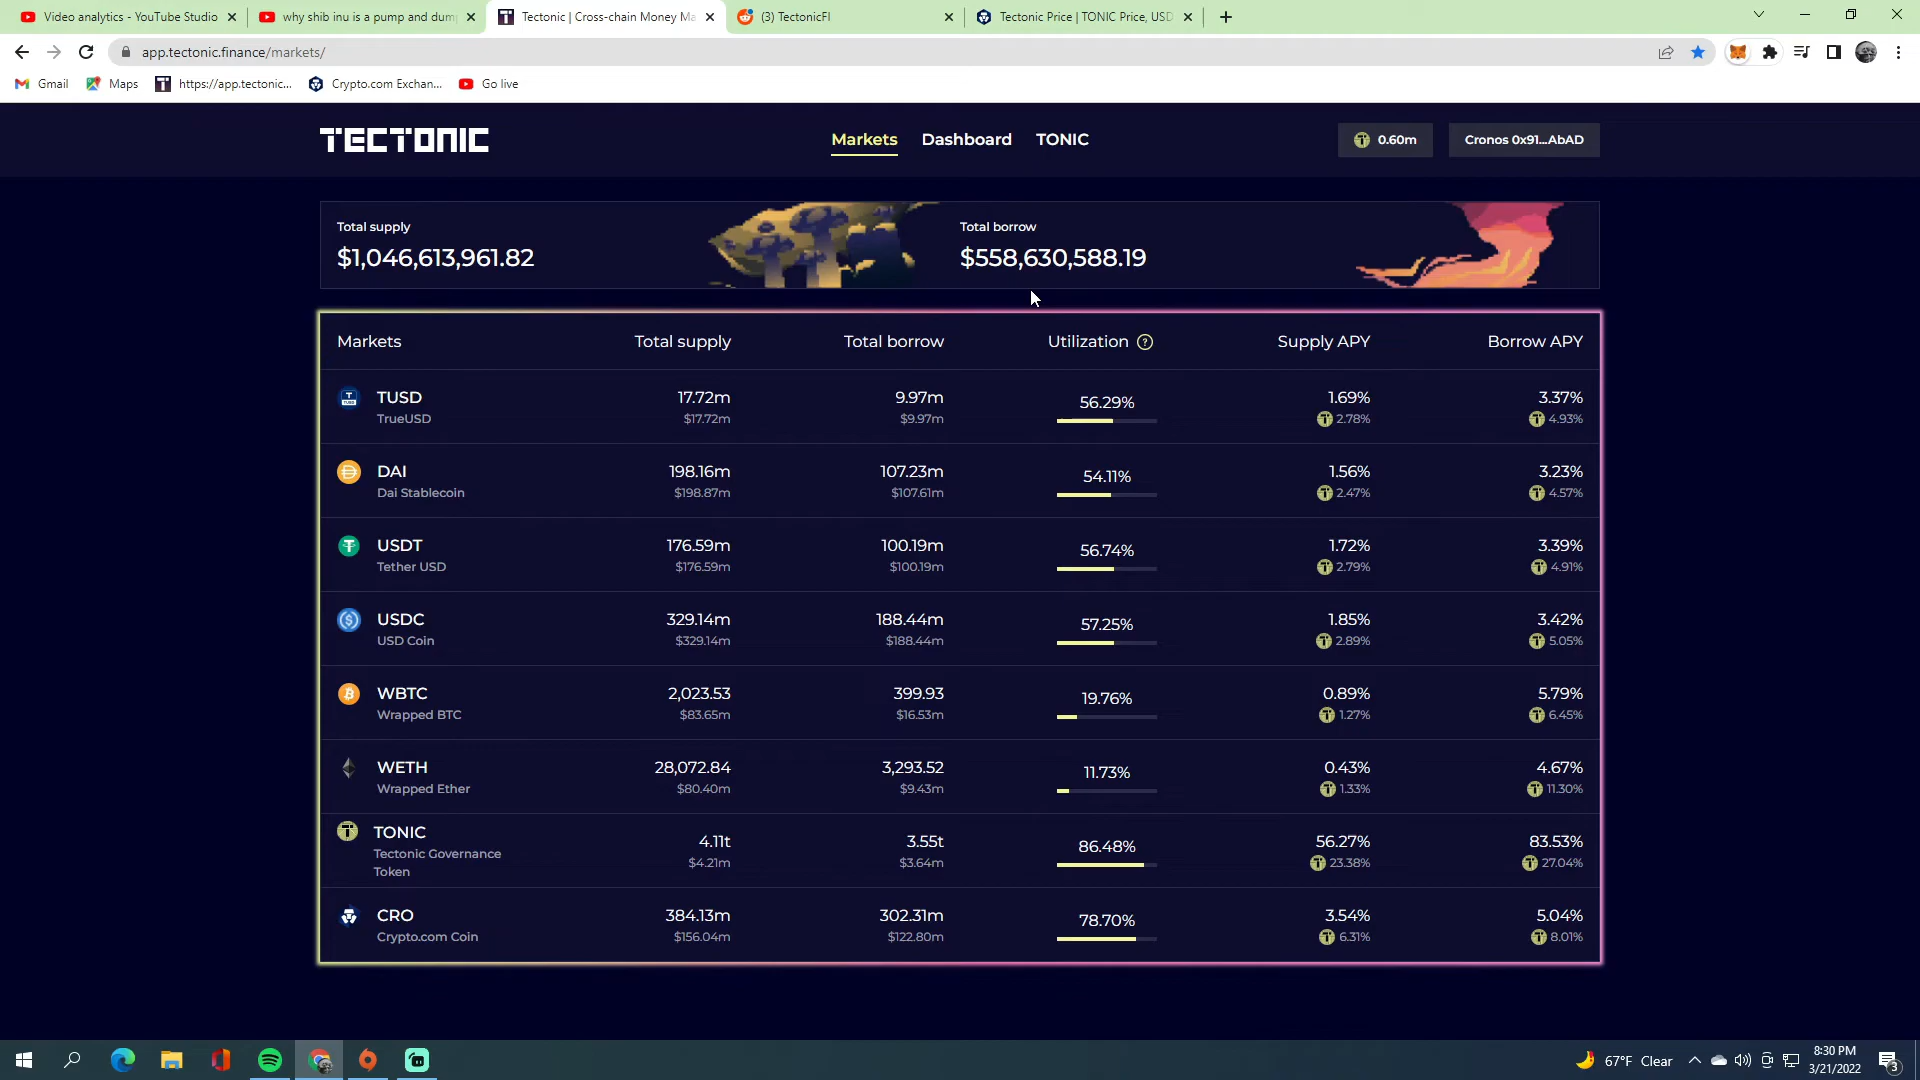 Video analytics - YouTube Studio
why shib inu is a pump and dump
Tectonic | Cross-chain Money Ma
(3) TectonicFI
Tectonic Price | TONIC Price, USD
app.tectonic.finance/markets/
Gmail
Maps
https://app.tectonic...
Crypto.com Exchan...
Go live
TECTONIC
Markets
Dashboard
TONIC
0.60m
Cronos 0x91...AbAD
Total supply
$1,046,613,961.82
Total borrow
$558,630,588.19
Markets Total supply Total borrow Utilization ? Supply APY Borrow APY
TUSD 17.72m 9.97m 56.29% 1.69% 3.37%
TrueUSD $17.72m $9.97m 2.78% 4.93%
DAI 198.16m 107.23m 54.11% 1.56% 3.23%
Dai Stablecoin $198.87m $107.61m 2.47% 4.57%
USDT 176.59m 100.19m 56.74% 1.72% 3.39%
Tether USD $176.59m $100.19m 2.79% 4.91%
USDC 329.14m 188.44m 57.25% 1.85% 3.42%
USD Coin $329.14m $188.44m 2.89% 5.05%
WBTC 2,023.53 399.93 19.76% 0.89% 5.79%
Wrapped BTC $83.65m $16.53m 1.27% 6.45%
WETH 28,072.84 3,293.52 11.73% 0.43% 4.67%
Wrapped Ether $80.40m $9.43m 1.33% 11.30%
TONIC 4.11t 3.55t 86.48% 56.27% 83.53%
Tectonic Governance $4.21m $3.64m 23.38% 27.04%
Token
CRO 384.13m 302.31m 78.70% 3.54% 5.04%
Crypto.com Coin $156.04m $122.80m 6.31% 8.01%
67°F Clear
8:30 PM
3/21/2022
3